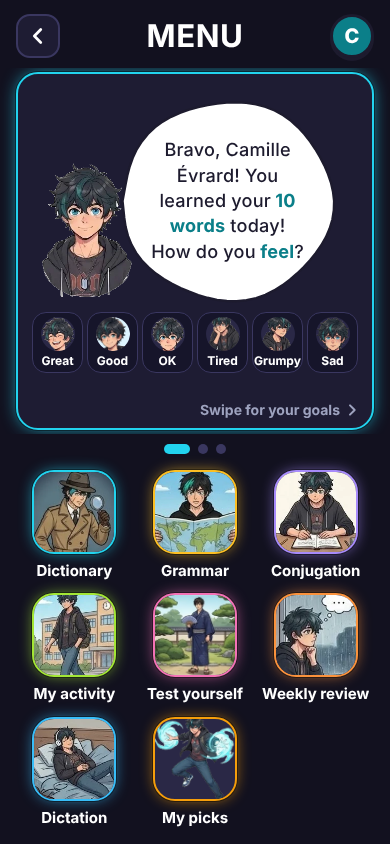 MENU
C
Bravo, Camille
Évrard! You
learned your 10
words today!
How do you feel?
Great
Good
OK
Tired
Grumpy
Sad
Swipe for your goals
Dictionary
Grammar
Conjugation
My activity
Test yourself
Weekly review
Dictation
My picks